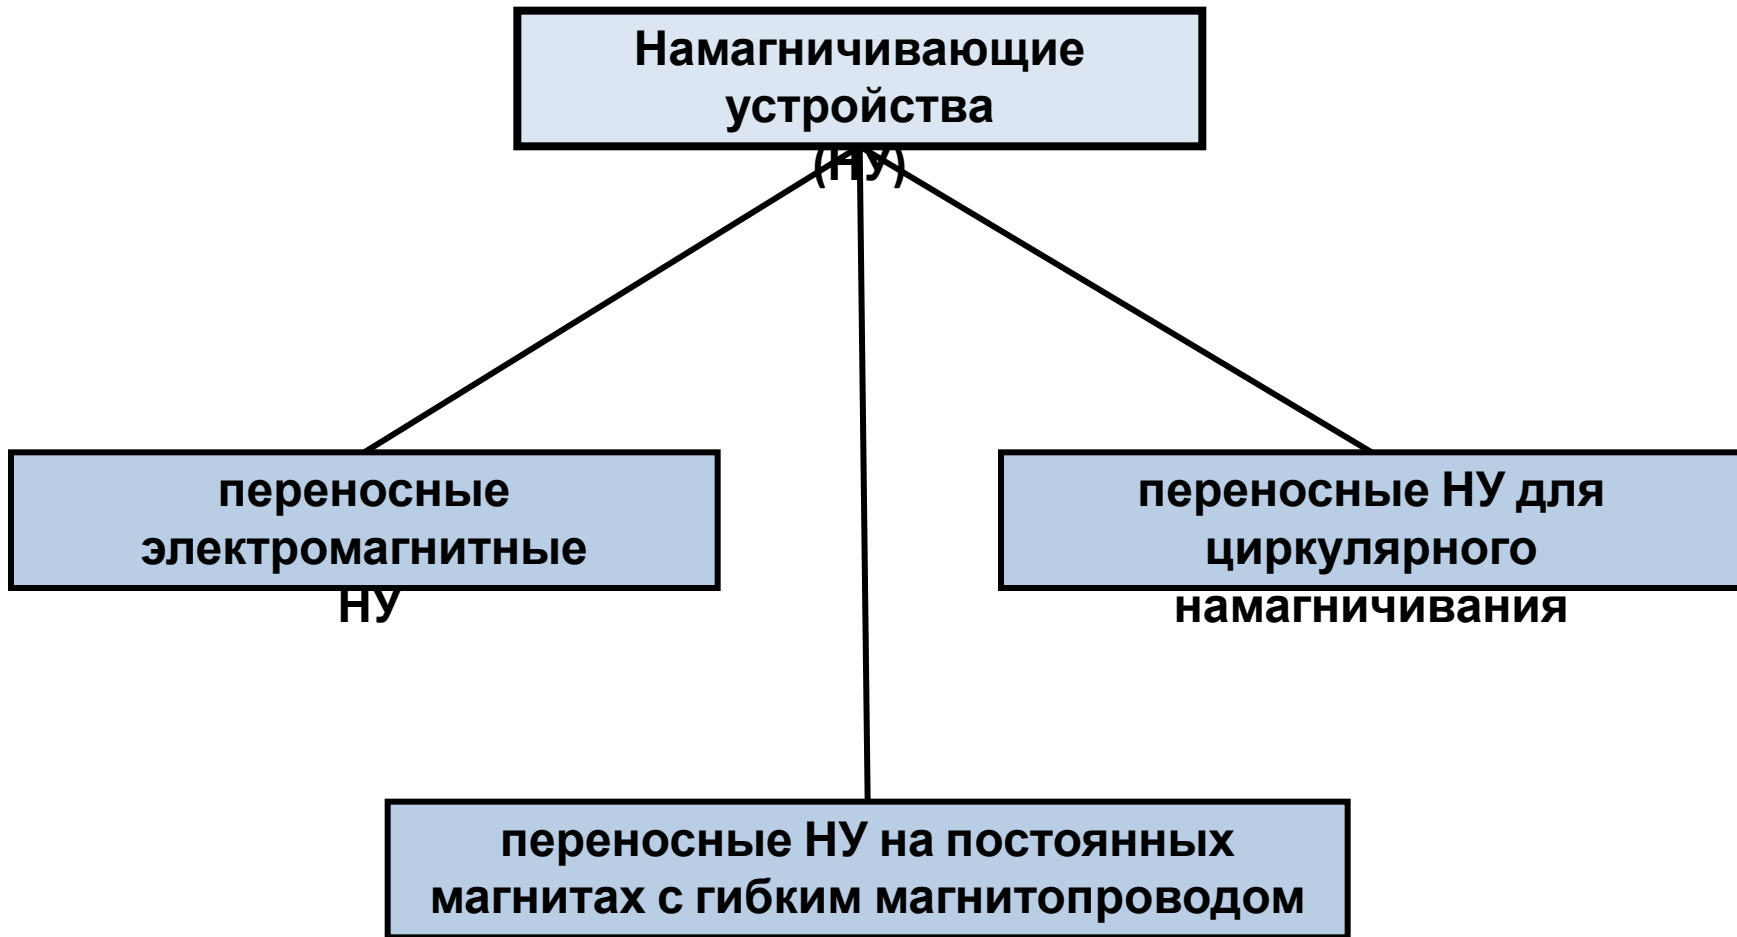 Намагничивающие
устройства
(НУ)
переносные
электромагнитные
НУ
переносные НУ для
циркулярного
намагничивания
переносные НУ на постоянных
магнитах с гибким магнитопроводом